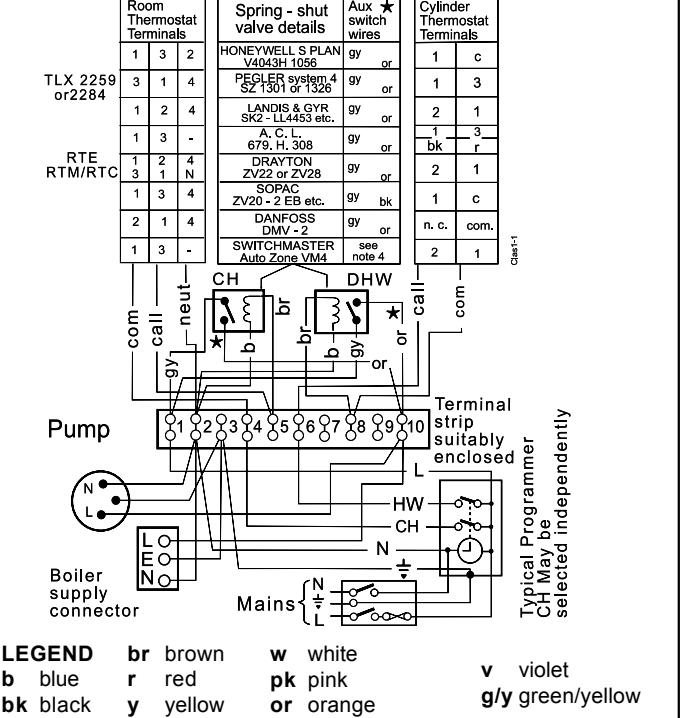 Room Thermostat Terminals
Spring - shut valve details
Aux ★ switch wires
Cylinder Thermostat Terminals
1 3 2 HONEYWELL S PLAN V4043H 1056 gy or 1 c
TLX 2259 or2284
3 1 4 PEGLER system 4 SZ 1301 or 1326 gy or 1 3
1 2 4 LANDIS & GYR SK2 - LL4453 etc. gy or 2 1
1 3 - A. C. L. 679. H. 308 gy or 1 bk 3 r
RTE RTM/RTC
1 2 4
3 1 N
DRAYTON ZV22 or ZV28 gy or 2 1
1 3 4 SOPAC ZV20 - 2 EB etc. gy bk 1 c
2 1 4 DANFOSS DMV - 2 gy or n. c. com.
1 3 - SWITCHMASTER Auto Zone VM4 see note 4 2 1
Clas1-1
CH
DHW
com
call
neut
br
call
com
★
★
gy
b
br
b
gy
or
or
1 2 3 4 5 6 7 8 9 10
Terminal strip suitably enclosed
Pump
N
L
L
HW
CH
N
L
E
N
Boiler supply connector
Mains
N
L
Typical Programmer
CH May be
selected independently
LEGEND
b blue
bk black
br brown
r red
y yellow
w white
pk pink
or orange
v violet
g/y green/yellow